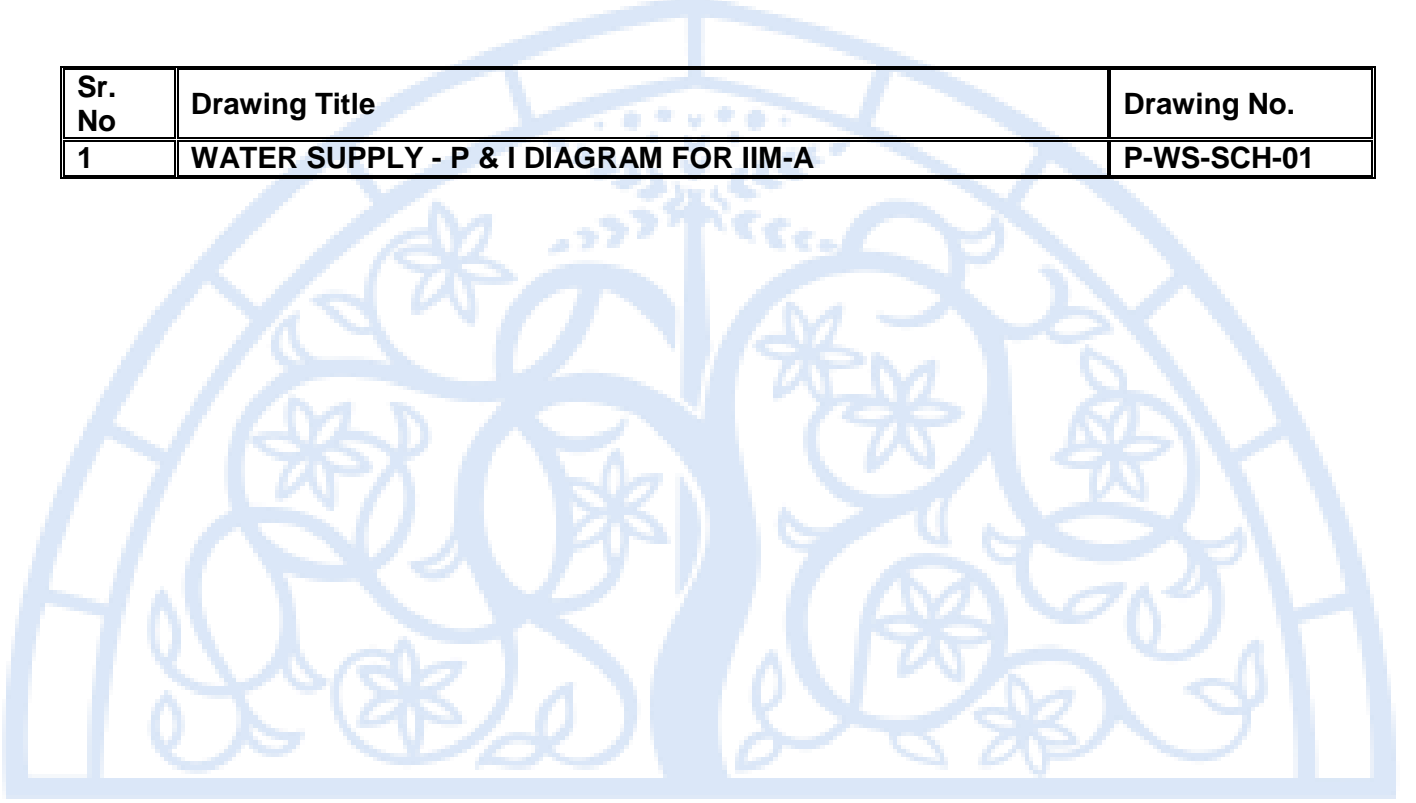 Sr.
No
Drawing Title
Drawing No.
1
WATER SUPPLY - P & I DIAGRAM FOR IIM-A
P-WS-SCH-01